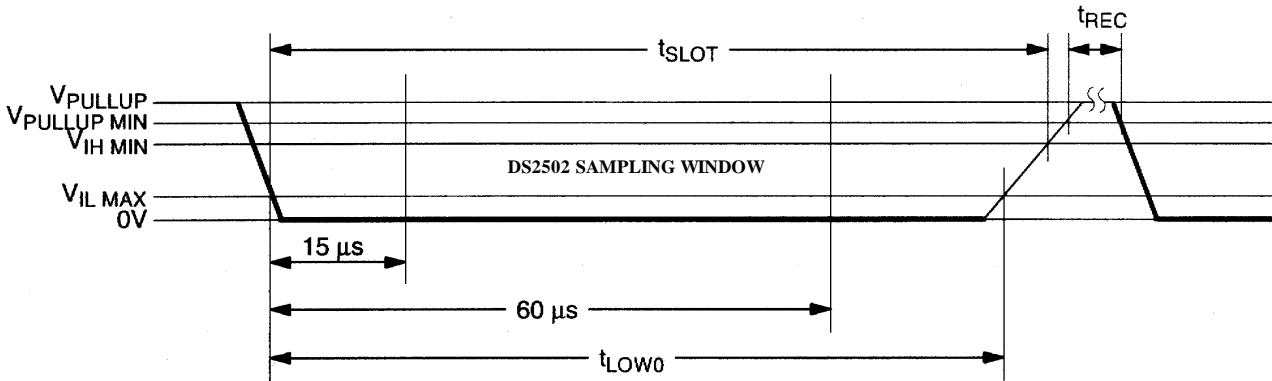 tREC
tSLOT
VPULLUP
VPULLUP MIN
VIH MIN
DS2502 SAMPLING WINDOW
VIL MAX
0V
15 μs
60 μs
tLOW0